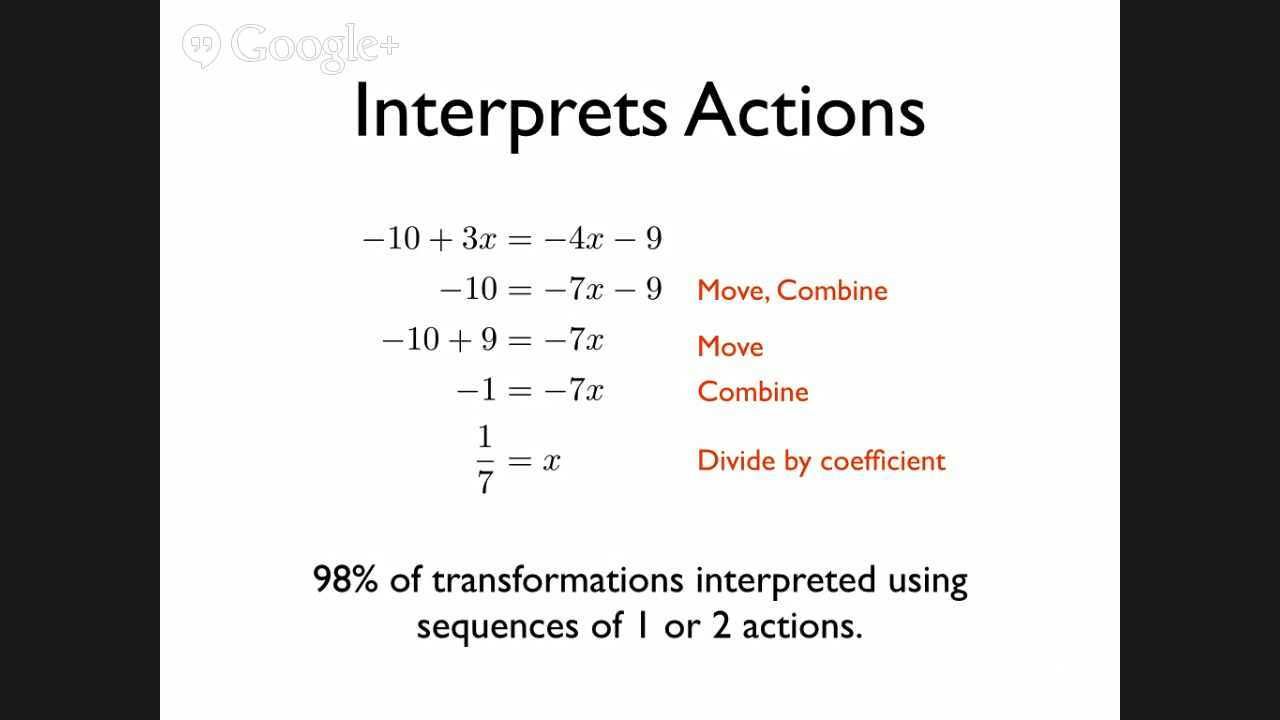 Google+
Interprets Actions
−10 + 3x = −4x − 9
−10 = −7x − 9 Move, Combine
−10 + 9 = −7x Move
−1 = −7x Combine
1/7 = x Divide by coefficient
98% of transformations interpreted using
sequences of 1 or 2 actions.